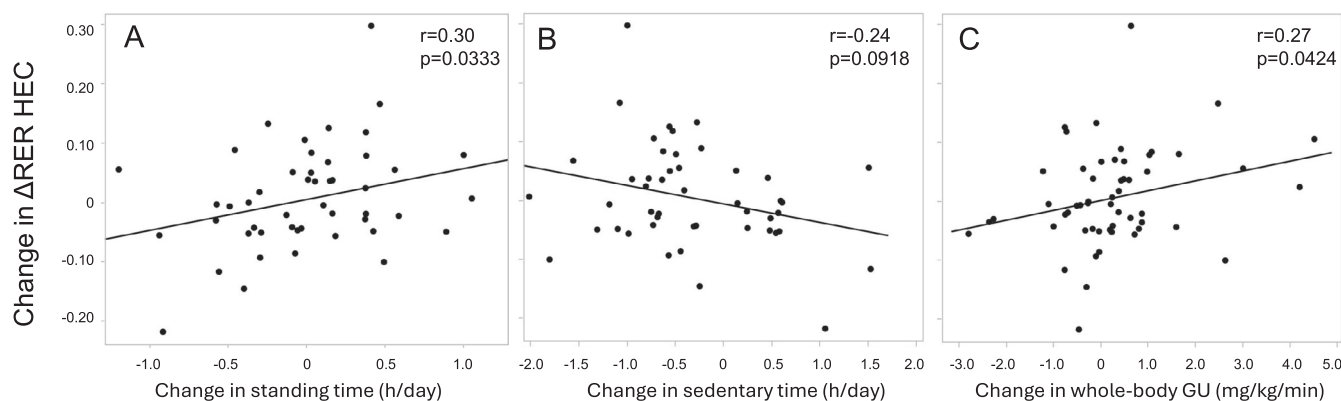 Change in ΔRER HEC
0.30
0.20
0.10
0
-0.10
-0.20
A
r=0.30
p=0.0333
-1.0 -0.5 0 0.5 1.0
Change in standing time (h/day)
B
r=-0.24
p=0.0918
-2.0 -1.5 -1.0 -0.5 0 0.5 1.0 1.5 2.0
Change in sedentary time (h/day)
C
r=0.27
p=0.0424
-3.0 -2.0 -1.0 0 1.0 2.0 3.0 4.0 5.0
Change in whole-body GU (mg/kg/min)